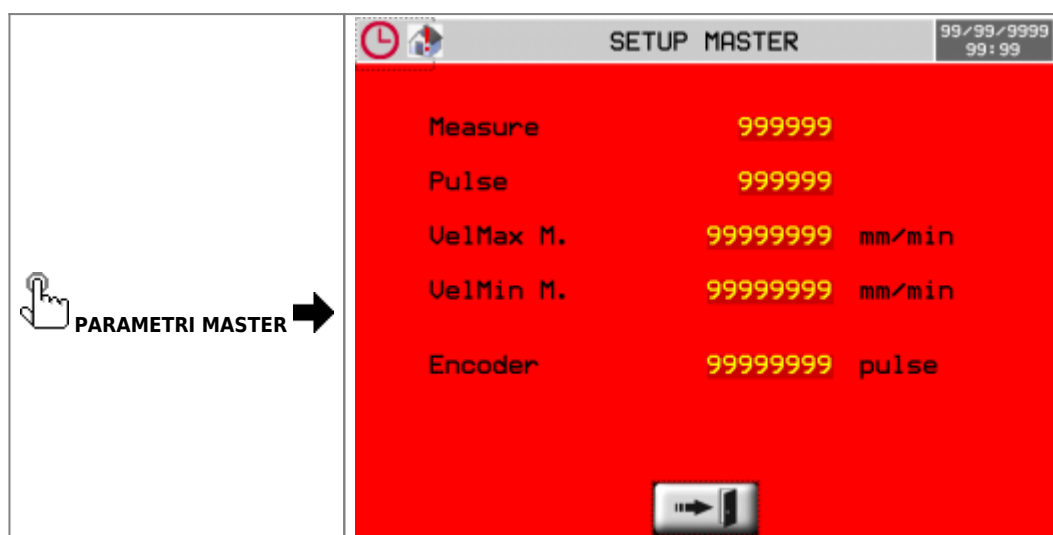 SETUP MASTER
99/99/9999
99:99
Measure 999999
Pulse 999999
VelMax M. 99999999 mm/min
VelMin M. 99999999 mm/min
PARAMETRI MASTER
Encoder 99999999 pulse